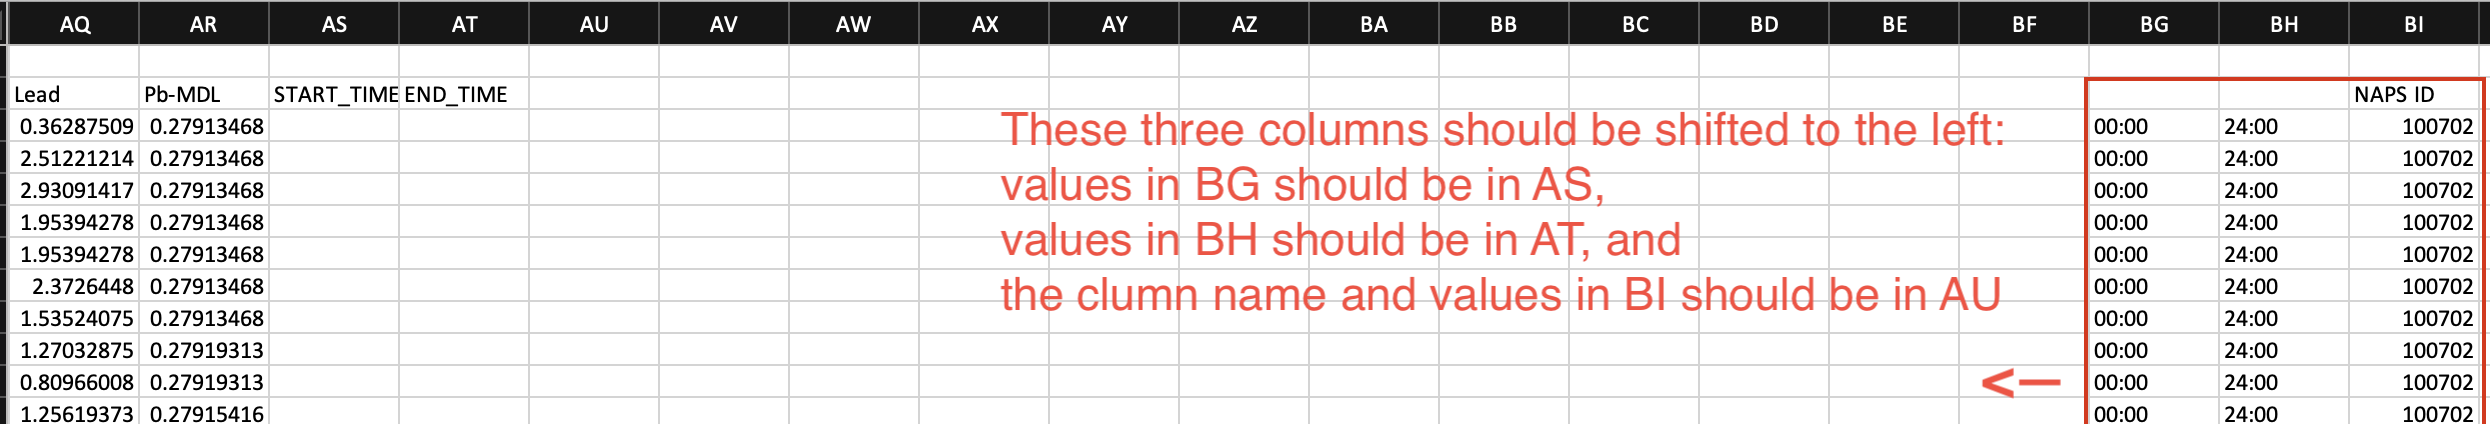 AQ AR AS AT AU AV AW AX AY AZ BA BB BC BD BE BF BG BH BI
Lead Pb-MDL START_TIME END_TIME NAPS ID
0.36287509 0.27913468 00:00 24:00 100702
2.51221214 0.27913468 00:00 24:00 100702
2.93091417 0.27913468 00:00 24:00 100702
1.95394278 0.27913468 00:00 24:00 100702
1.95394278 0.27913468 00:00 24:00 100702
2.3726448 0.27913468 00:00 24:00 100702
1.53524075 0.27913468 00:00 24:00 100702
1.27032875 0.27919313 00:00 24:00 100702
0.80966008 0.27919313 00:00 24:00 100702
1.25619373 0.27915416 00:00 24:00 100702
These three columns should be shifted to the left:
values in BG should be in AS,
values in BH should be in AT, and
the clumn name and values in BI should be in AU
<—